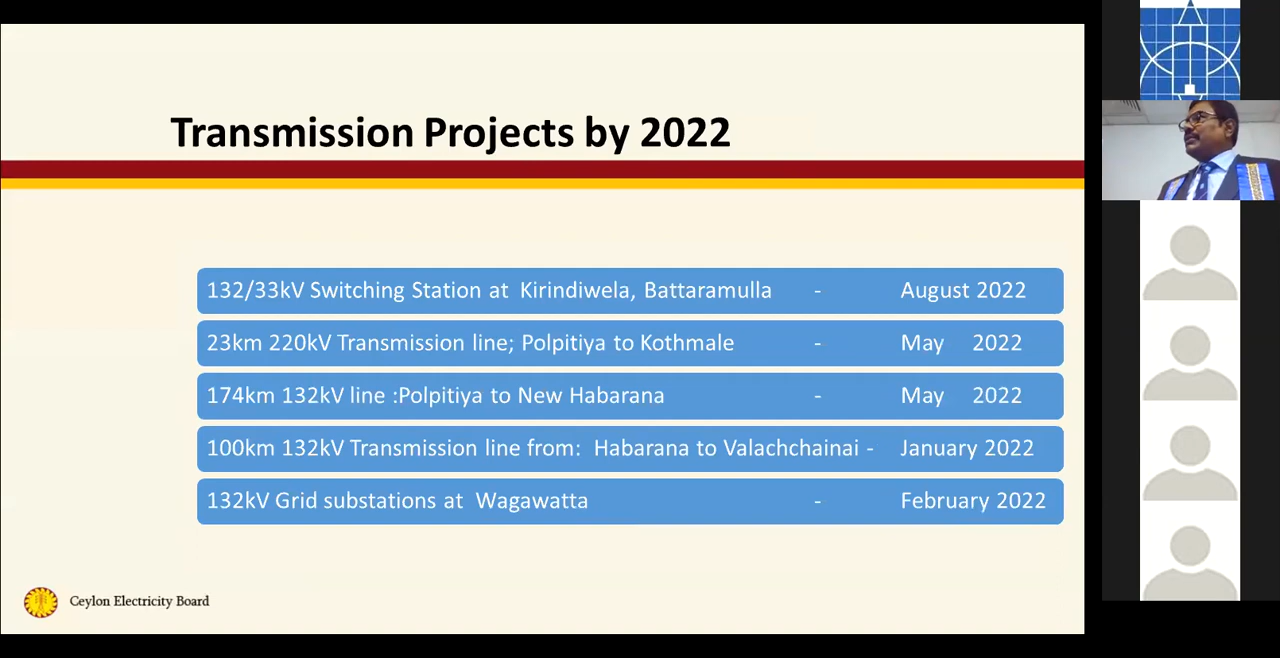 Transmission Projects by 2022
132/33kV Switching Station at Kirindiwela, Battaramulla - August 2022
23km 220kV Transmission line; Polpitiya to Kothmale - May 2022
174km 132kV line :Polpitiya to New Habarana - May 2022
100km 132kV Transmission line from: Habarana to Valachchainai - January 2022
132kV Grid substations at Wagawatta - February 2022
Ceylon Electricity Board